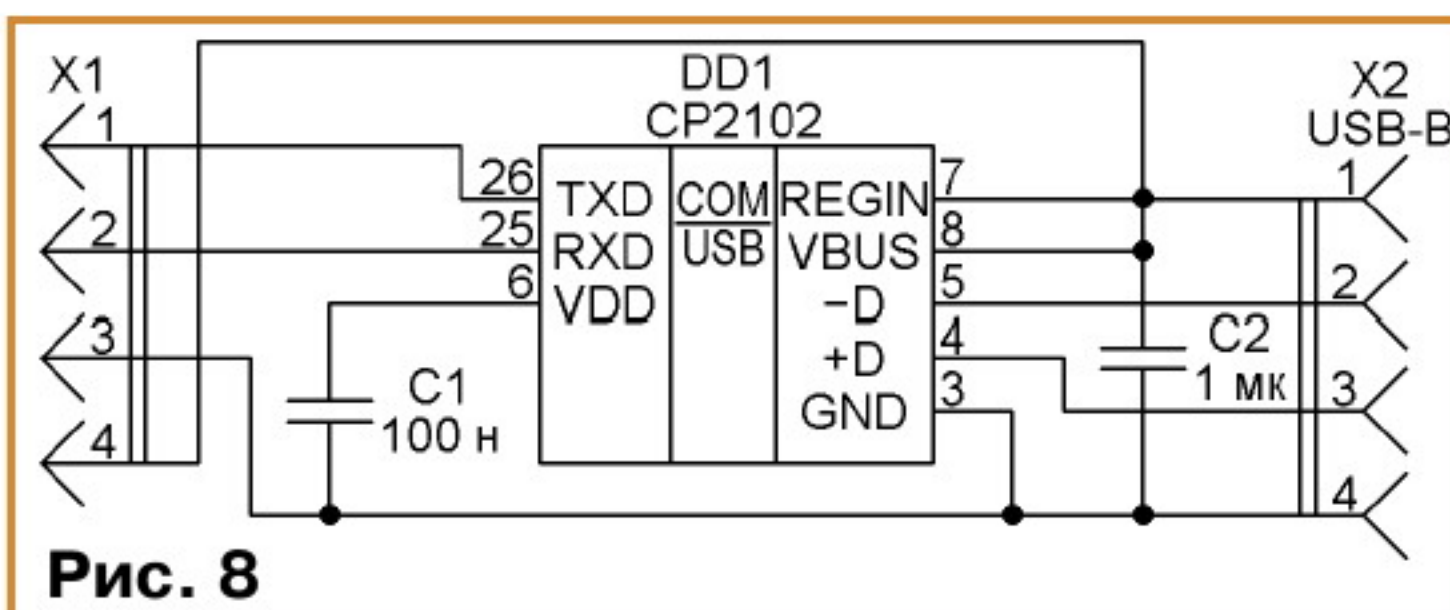 X1
DD1
CP2102
X2
USB-B
1
2
3
4
26
25
6
TXD
RXD
VDD
COM
USB
REGIN
VBUS
−D
+D
GND
7
8
5
4
3
C1
100 н
C2
1 мк
1
2
3
4
Рис. 8